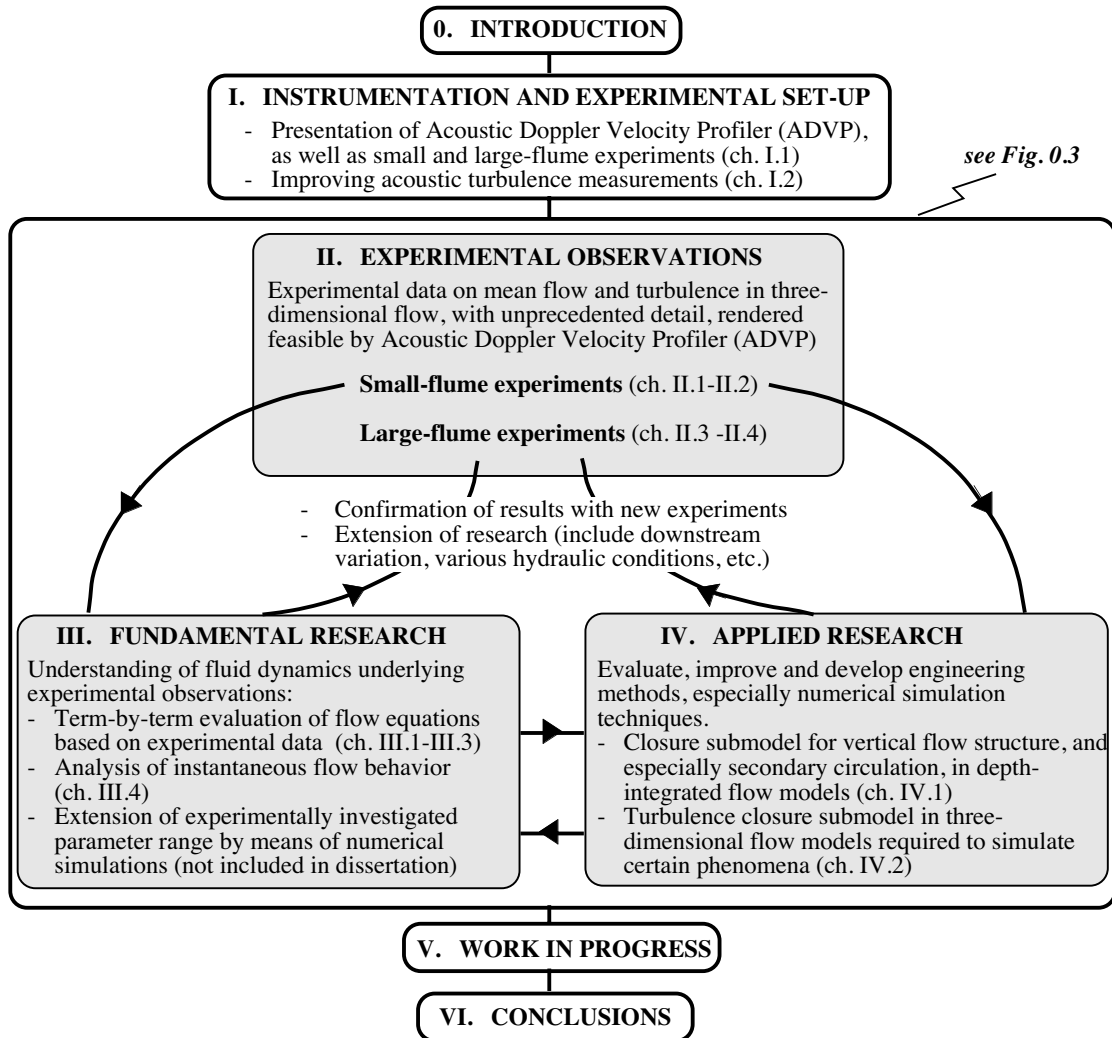 0. INTRODUCTION
I. INSTRUMENTATION AND EXPERIMENTAL SET-UP
- Presentation of Acoustic Doppler Velocity Profiler (ADVP),
as well as small and large-flume experiments (ch. I.1)
- Improving acoustic turbulence measurements (ch. I.2)
see Fig. 0.3
II. EXPERIMENTAL OBSERVATIONS
Experimental data on mean flow and turbulence in three-
dimensional flow, with unprecedented detail, rendered
feasible by Acoustic Doppler Velocity Profiler (ADVP)
Small-flume experiments (ch. II.1-II.2)
Large-flume experiments (ch. II.3 -II.4)
- Confirmation of results with new experiments
- Extension of research (include downstream
variation, various hydraulic conditions, etc.)
III. FUNDAMENTAL RESEARCH
Understanding of fluid dynamics underlying
experimental observations:
- Term-by-term evaluation of flow equations
based on experimental data (ch. III.1-III.3)
- Analysis of instantaneous flow behavior
(ch. III.4)
- Extension of experimentally investigated
parameter range by means of numerical
simulations (not included in dissertation)
IV. APPLIED RESEARCH
Evaluate, improve and develop engineering
methods, especially numerical simulation
techniques.
- Closure submodel for vertical flow structure, and
especially secondary circulation, in depth-
integrated flow models (ch. IV.1)
- Turbulence closure submodel in three-
dimensional flow models required to simulate
certain phenomena (ch. IV.2)
V. WORK IN PROGRESS
VI. CONCLUSIONS